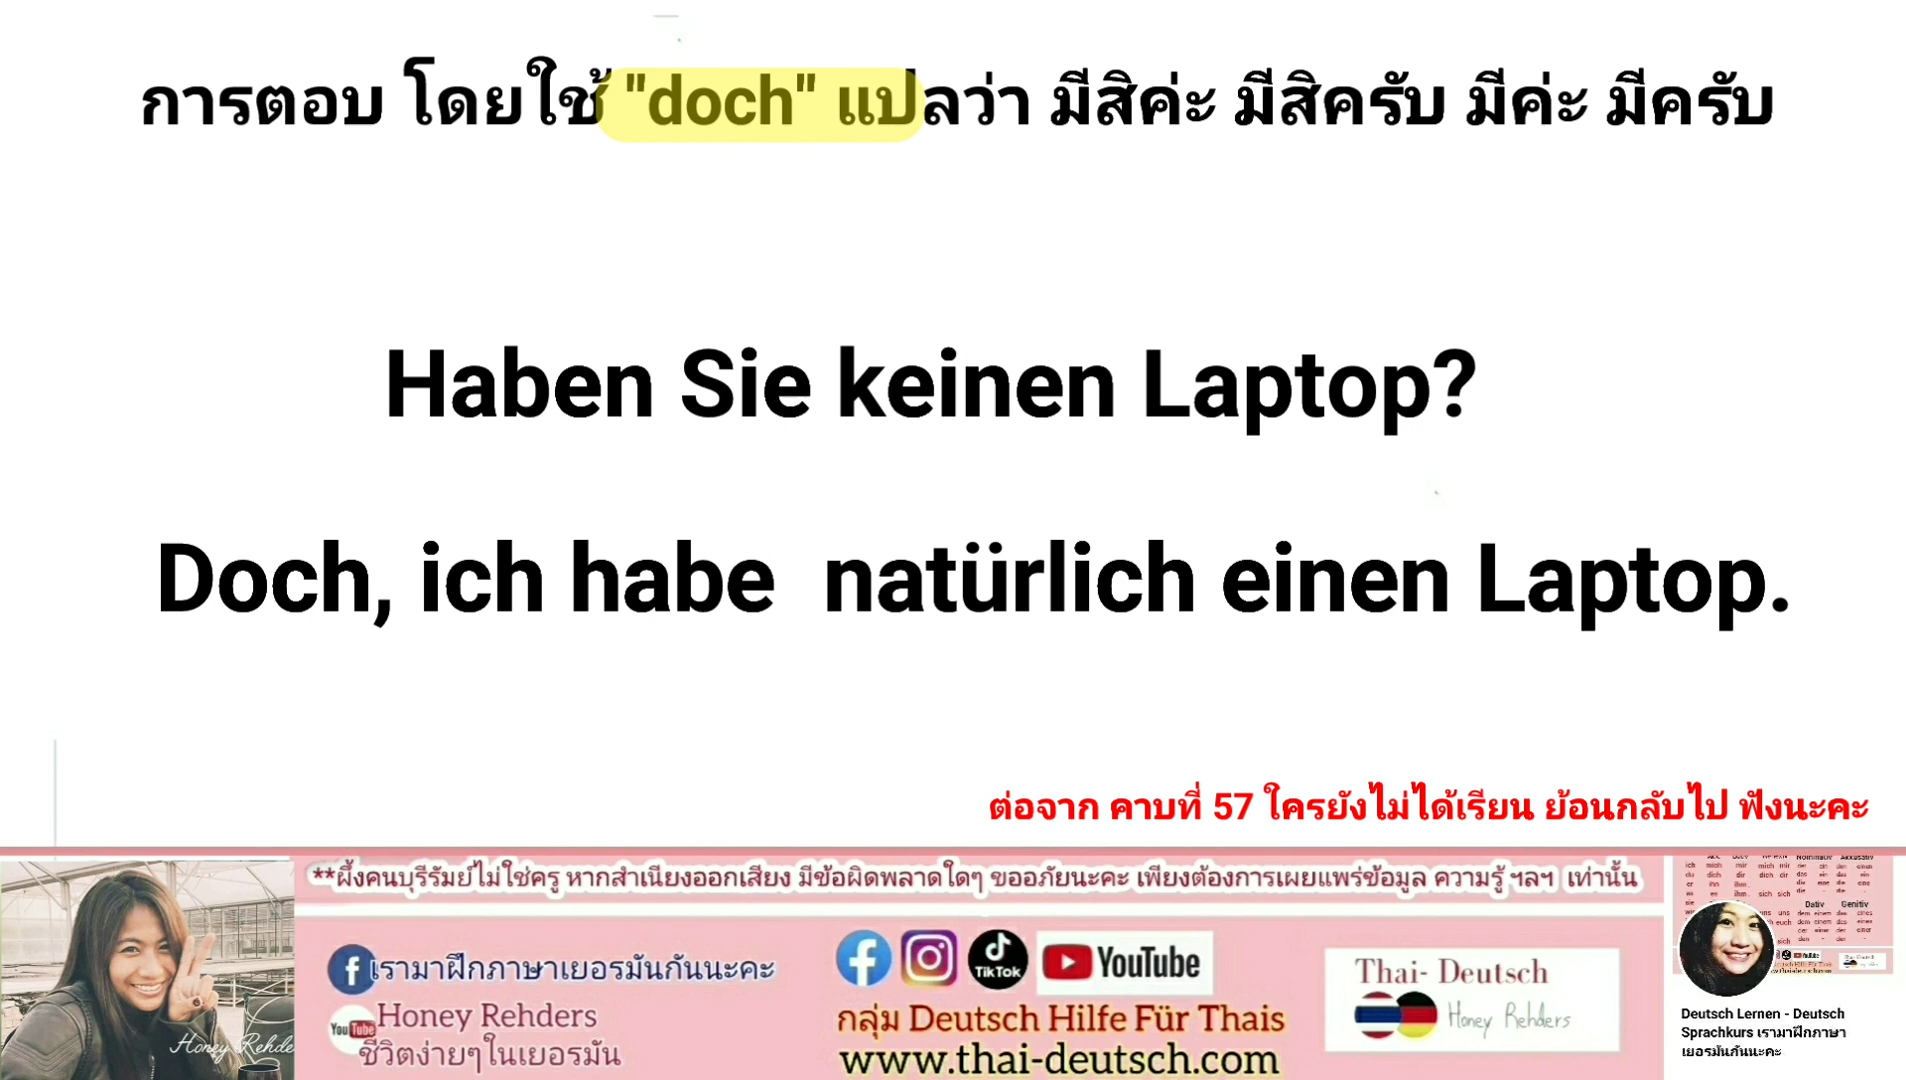 การตอบ โดยใช้ "doch" แปลว่า มีสิค่ะ มีสิครับ มีค่ะ มีครับ
Haben Sie keinen Laptop?
Doch, ich habe natürlich einen Laptop.
ต่อจาก คาบที่ 57 ใครยังไม่ได้เรียน ย้อนกลับไป ฟังนะคะ
**ผึ้งคนบุรีรัมย์ไม่ใช่ครู หากสำเนียงออกเสียง มีข้อผิดพลาดใดๆ ขออภัยนะคะ เพียงต้องการเผยแพร่ข้อมูล ความรู้ ฯลฯ เท่านั้น
เรามาฝึกภาษาเยอรมันกันนะคะ
YouTube Honey Rehders
ชีวิตง่ายๆในเยอรมัน
Honey Rehde
TikTok
YouTube
กลุ่ม Deutsch Hilfe Für Thais
www.thai-deutsch.com
Thai- Deutsch
Honey Rehders
Dativ Genitiv
Deutsch Lernen - Deutsch
Sprachkurs เรามาฝึกภาษา
เยอรมันกันนะคะ